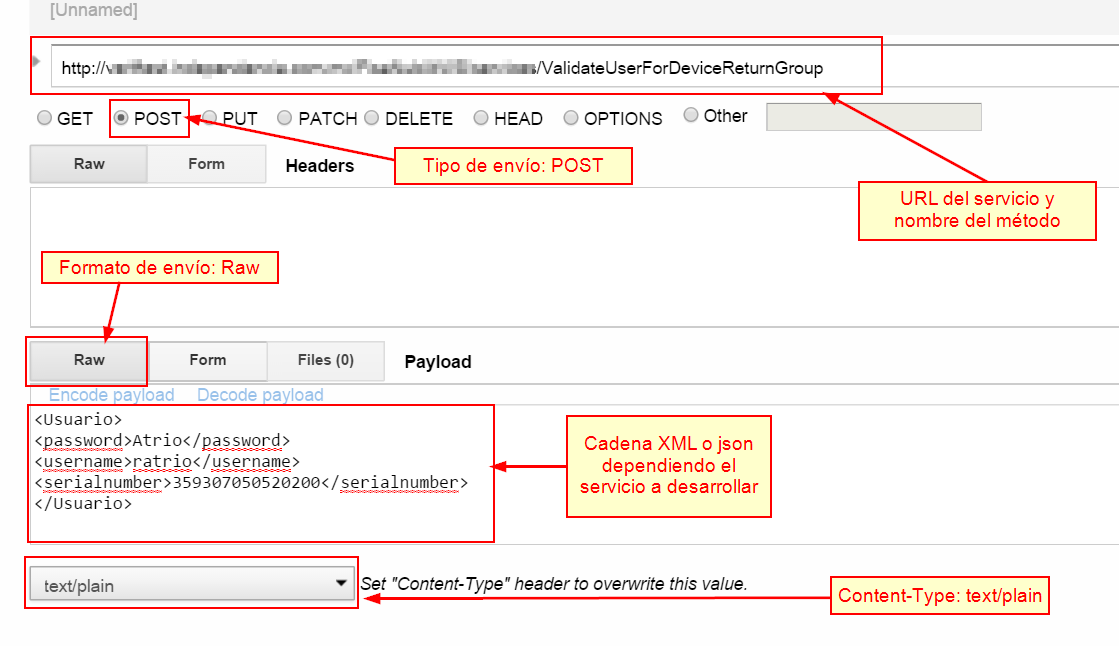 [Unnamed]
http:// /ValidateUserForDeviceReturnGroup
GET POST PUT PATCH DELETE HEAD OPTIONS Other
Raw Form Headers
Tipo de envío: POST
URL del servicio y
nombre del método
Formato de envío: Raw
Raw Form Files (0) Payload
Encode payload Decode payload
<Usuario>
<password>Atrio</password>
<username>ratrio</username>
<serialnumber>359307050520200</serialnumber>
</Usuario>
Cadena XML o json
dependiendo el
servicio a desarrollar
text/plain
Set "Content-Type" header to overwrite this value.
Content-Type: text/plain